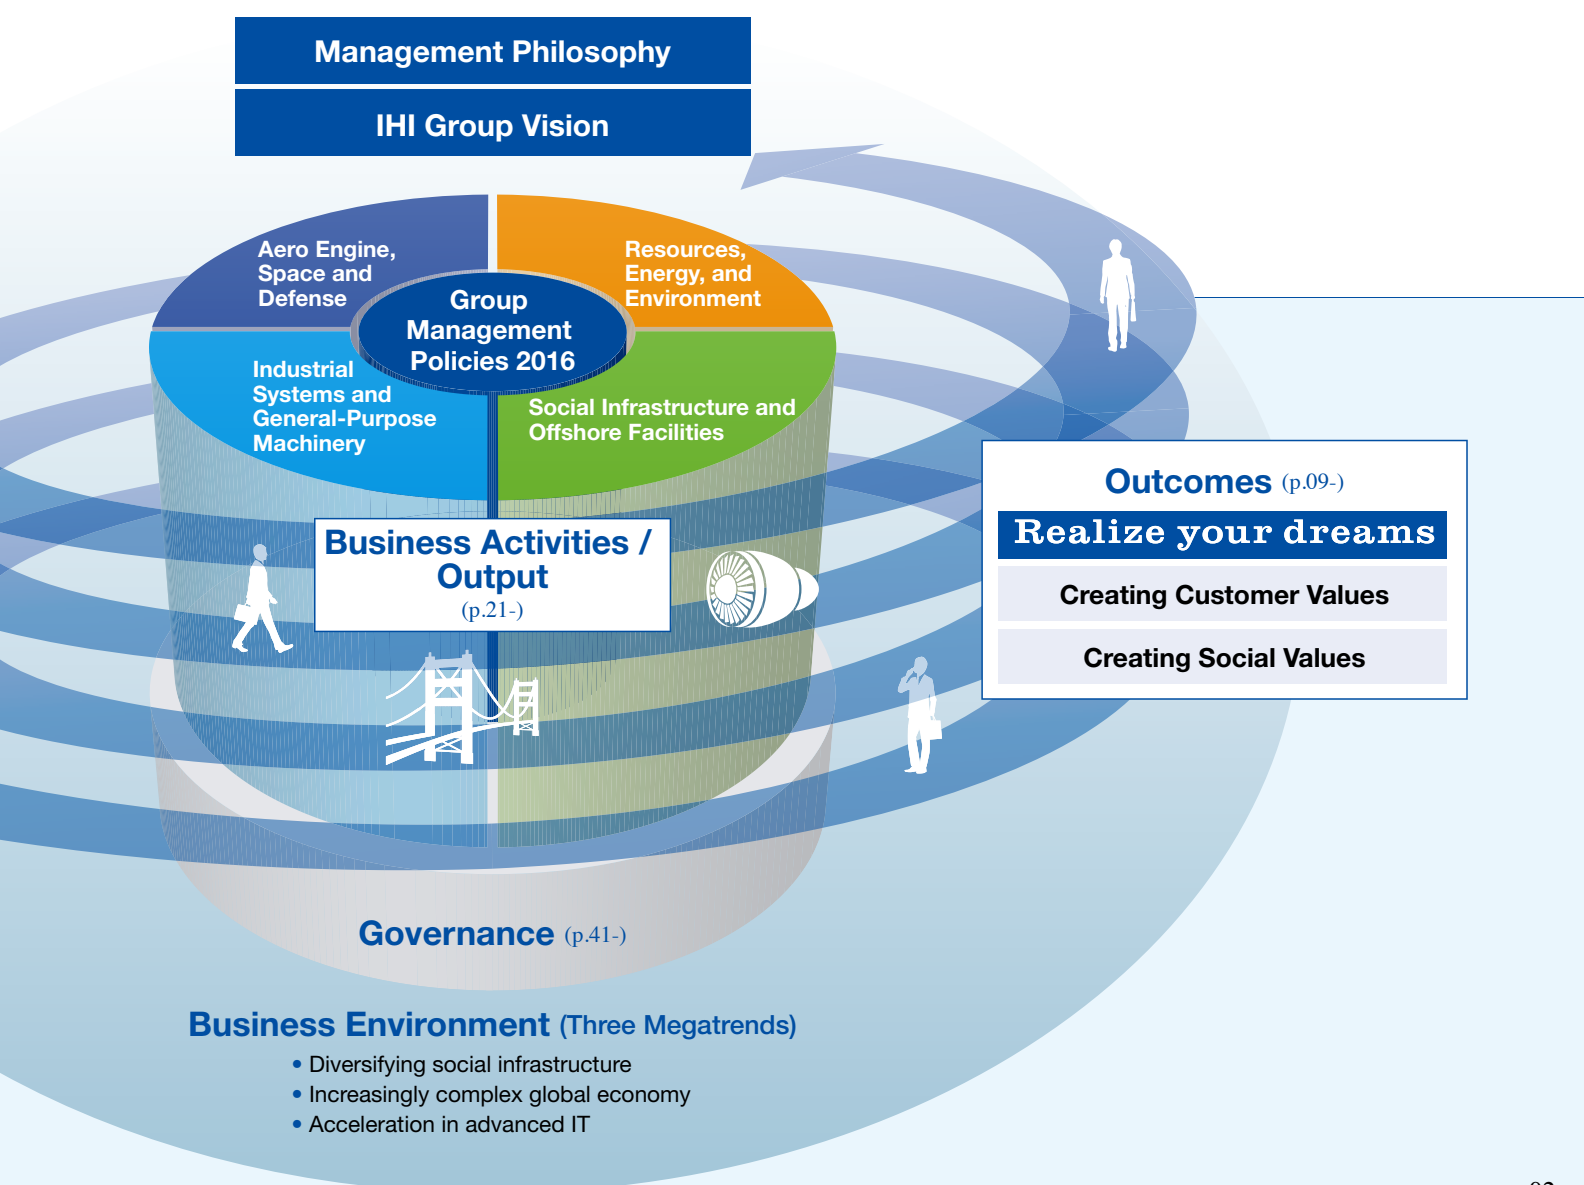 Management Philosophy
IHI Group Vision
Aero Engine,
Space and
Defense
Resources,
Energy, and
Environment
Group
Management
Policies 2016
Industrial
Systems and
General-Purpose
Machinery
Social Infrastructure and
Offshore Facilities
Business Activities /
Output
(p.21-)
Outcomes (p.09-)
Realize your dreams
Creating Customer Values
Creating Social Values
Governance (p.41-)
Business Environment (Three Megatrends)
• Diversifying social infrastructure
• Increasingly complex global economy
• Acceleration in advanced IT